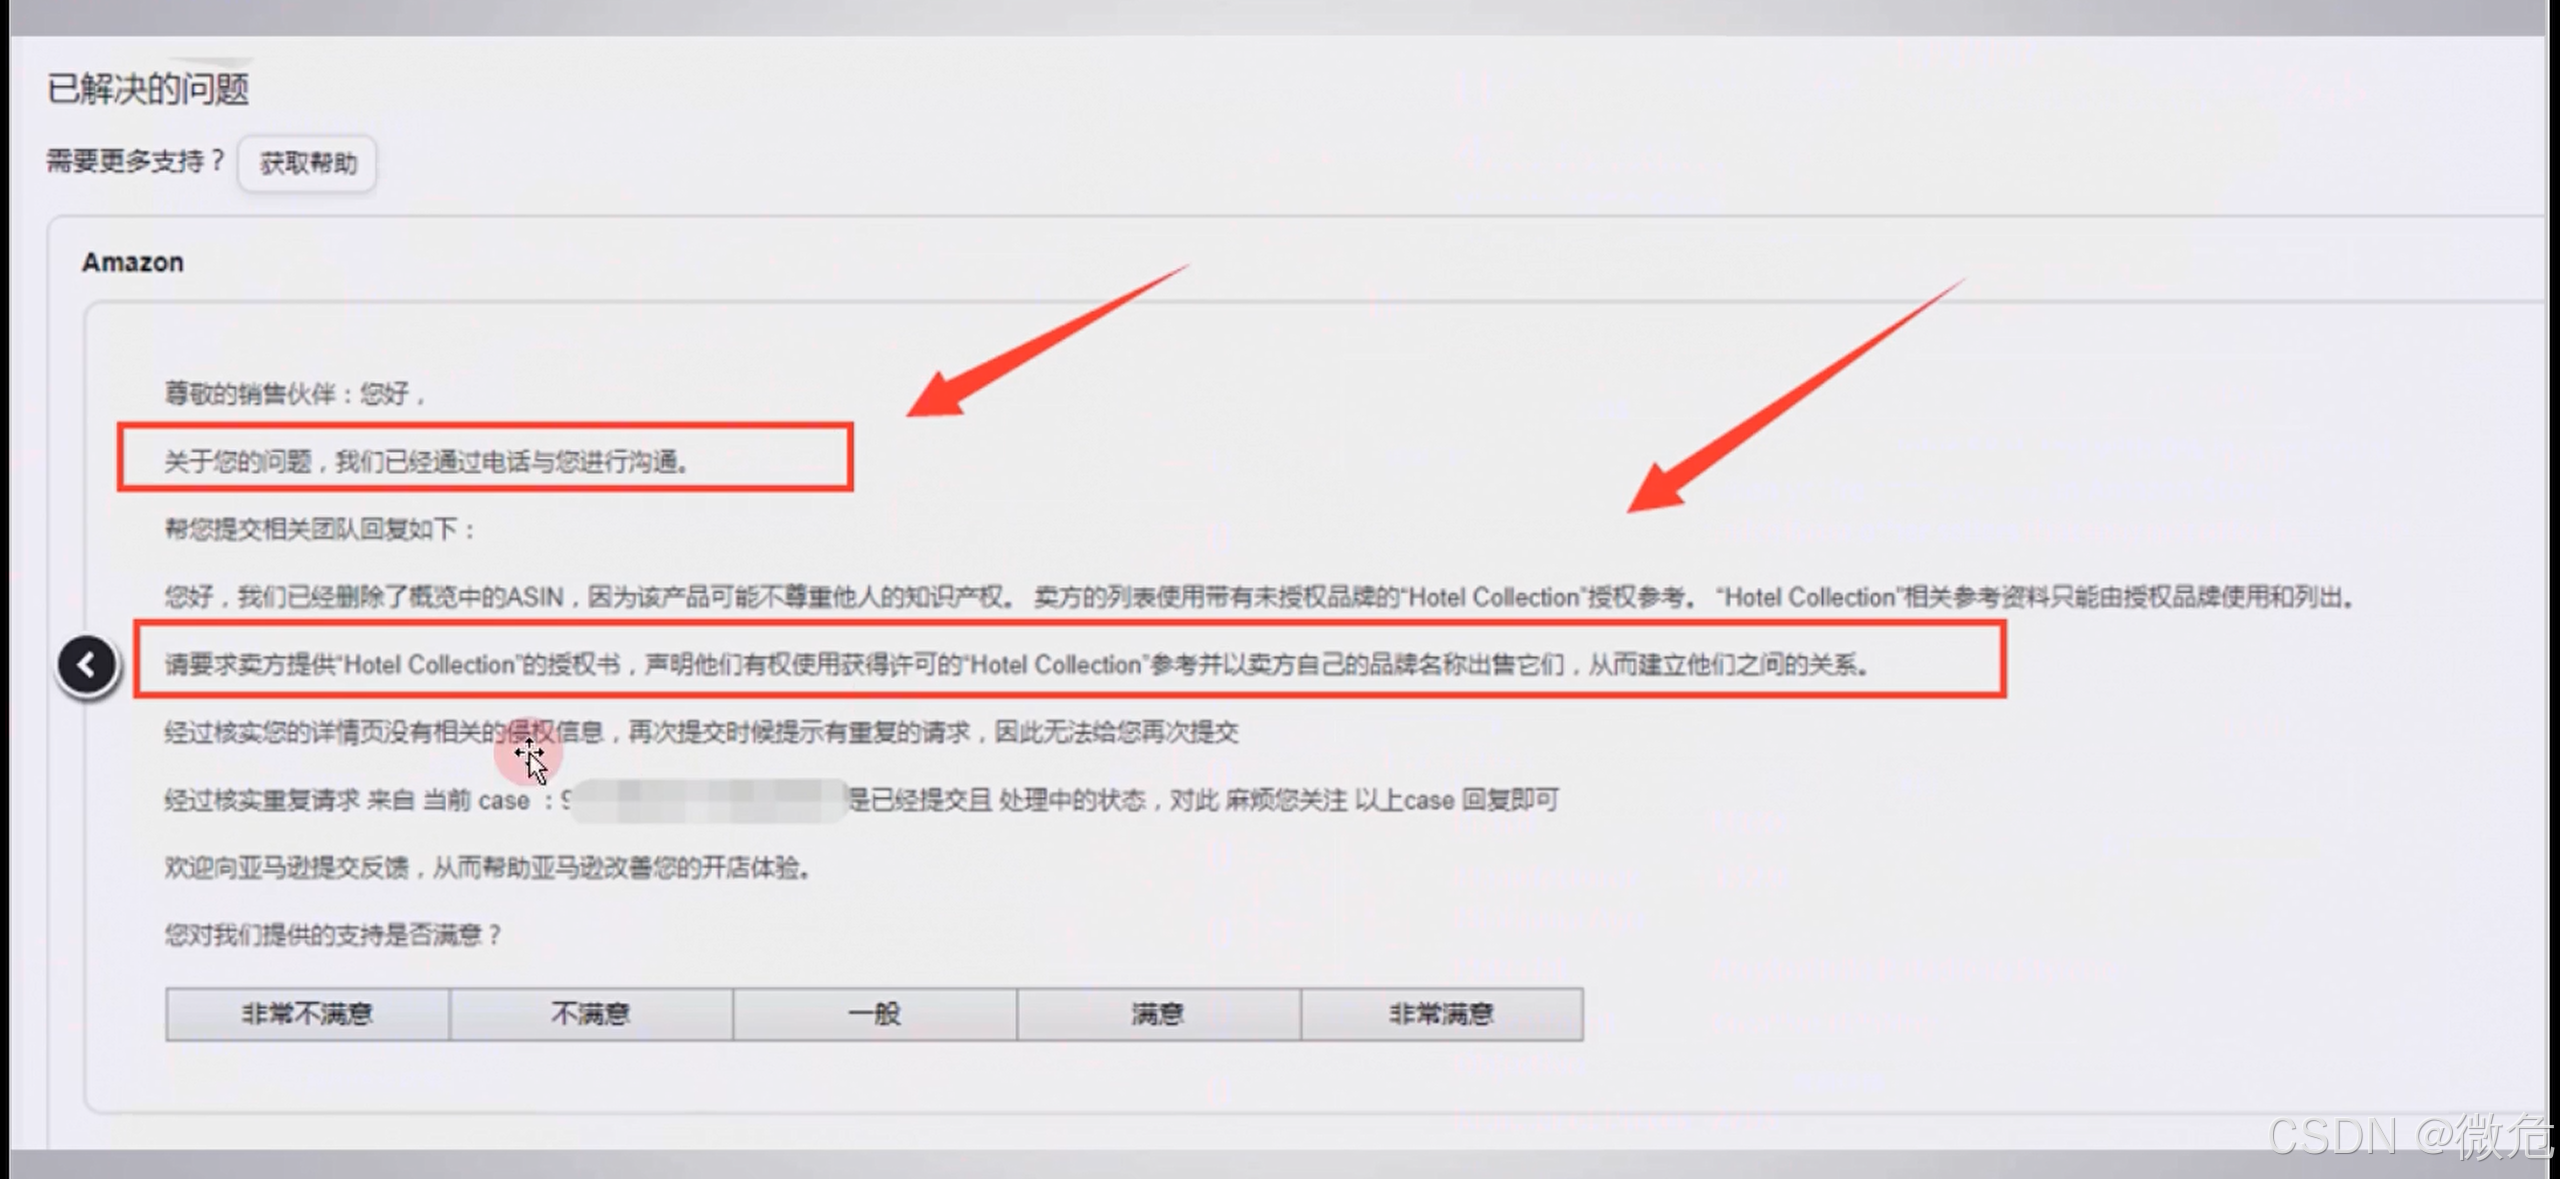 已解决的问题
需要更多支持？ 获取帮助
Amazon
尊敬的销售伙伴：您好，
关于您的问题，我们已经通过电话与您进行沟通。
帮您提交相关团队回复如下：
您好，我们已经删除了概览中的ASIN，因为该产品可能不尊重他人的知识产权。 卖方的列表使用带有未授权品牌的“Hotel Collection”授权参考。 “Hotel Collection”相关参考资料只能由授权品牌使用和列出。
请要求卖方提供“Hotel Collection”的授权书，声明他们有权使用获得许可的“Hotel Collection”参考并以卖方自己的品牌名称出售它们，从而建立他们之间的关系。
经过核实您的详情页没有相关的侵权信息，再次提交时候提示有重复的请求，因此无法给您再次提交
经过核实重复请求 来自 当前 case ：9 是已经提交且 处理中的状态，对此 麻烦您关注 以上case 回复即可
欢迎向亚马逊提交反馈，从而帮助亚马逊改善您的开店体验。
您对我们提供的支持是否满意？
非常不满意 不满意 一般 满意 非常满意
CSDN @微危